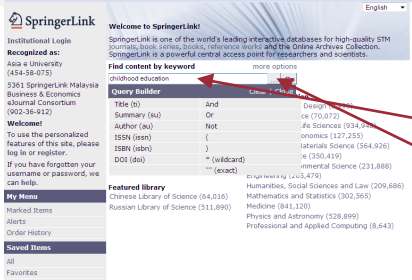 English
SpringerLink
Institutional Login
Recognized as:
Asia e University
(454-58-075)
5361 SpringerLink Malaysia
Business & Economics
eJournal Consortium
(902-36-912)
Welcome!
To use the personalized
features of this site, please
log in or register.
If you have forgotten your
username or password, we
can help.
My Menu
Marked Items
Alerts
Order History
Saved Items
All
Favorites
Welcome to SpringerLink!
SpringerLink is one of the world's leading interactive databases for high-quality STM
journals, book series, books, reference works and the Online Archives Collection.
SpringerLink is a powerful central access point for researchers and scientists.
Find content by keyword
more options
childhood education
...
Query Builder
Clear | Close
Title (ti) And
Summary (su) Or
Author (au) Not
ISSN (issn) (
ISBN (isbn) )
DOI (doi) * (wildcard)
"" (exact)
Design
(70,072)
Sciences (934,94
onomics (127,255)
aterials Science (564,926)
(350,419)
onmental Science (231,888)
Engineering (203,479)
Humanities, Social Sciences and Law (209,686)
Mathematics and Statistics (302,565)
Medicine (841,120)
Physics and Astronomy (528,899)
Professional and Applied Computing (8,643)
Featured library
Chinese Library of Science (64,016)
Russian Library of Science (511,890)